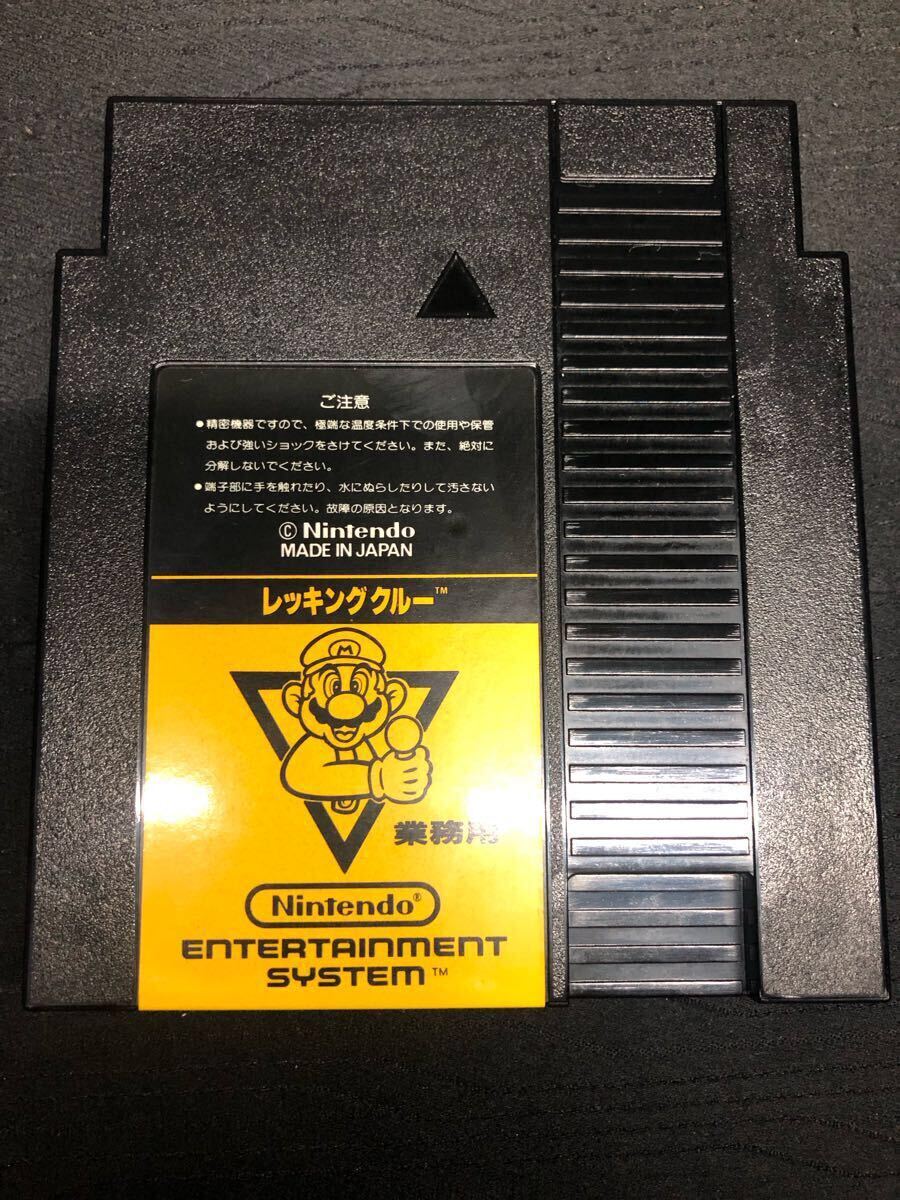 ご注意
●精密機器ですので、極端な温度条件下での使用や保管
および強いショックをさけてください。また、絶対に
分解しないでください。
●端子部に手を触れたり、水にぬらしたりして汚さない
ようにしてください。故障の原因となります。
© Nintendo
MADE IN JAPAN
レッキングクルー™
M
業務用
Nintendo®
ENTERTAINMENT
SYSTEM™